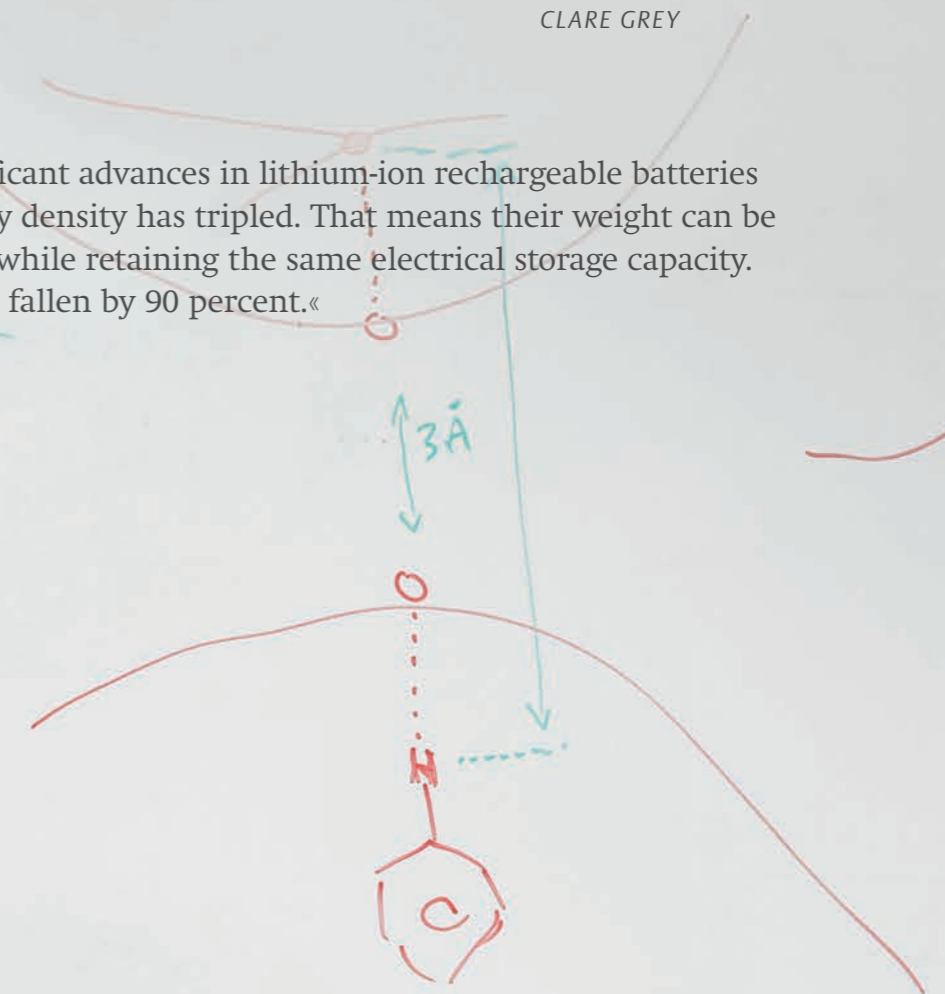 CLARE GREY
icant advances in lithium-ion rechargeable batteries
y density has tripled. That means their weight can be
while retaining the same electrical storage capacity.
fallen by 90 percent.«
O
3Å
O
N
C